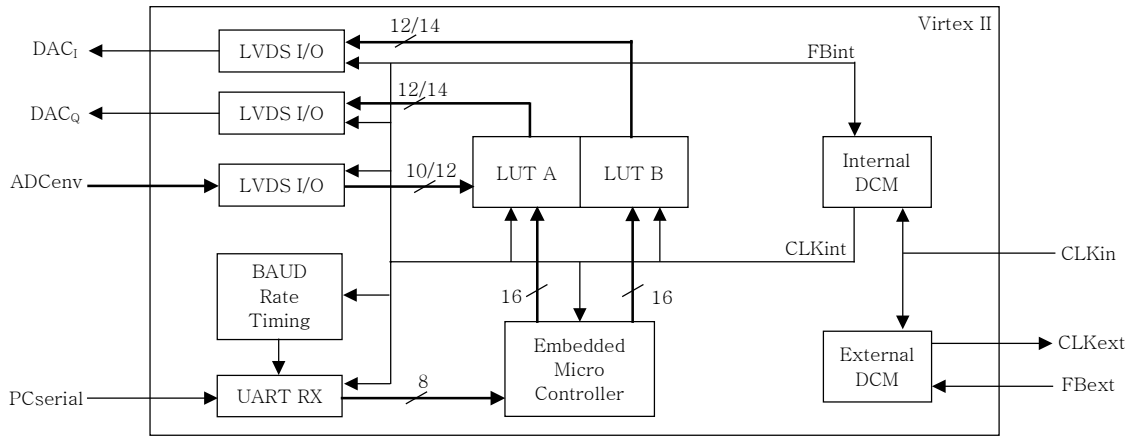 Virtex II
DAC_I
LVDS I/O
12/14
FBint
DAC_Q
LVDS I/O
12/14
ADCenv
LVDS I/O
10/12
LUT A
LUT B
Internal
DCM
CLKint
CLKin
BAUD
Rate
Timing
16
16
Embedded
Micro
Controller
External
DCM
CLKext
FBext
PCserial
UART RX
8